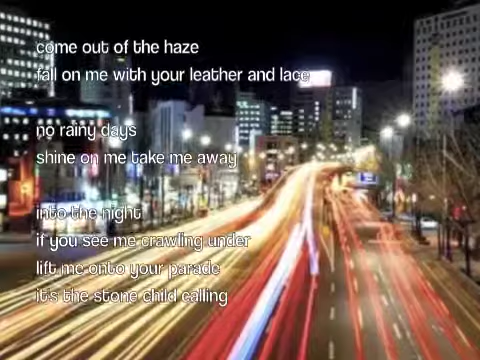 come out of the haze
fall on me with your leather and lace
no rainy days
shine on me take me away
into the night
if you see me crawling under
lift me onto your parade
it's the stone child calling